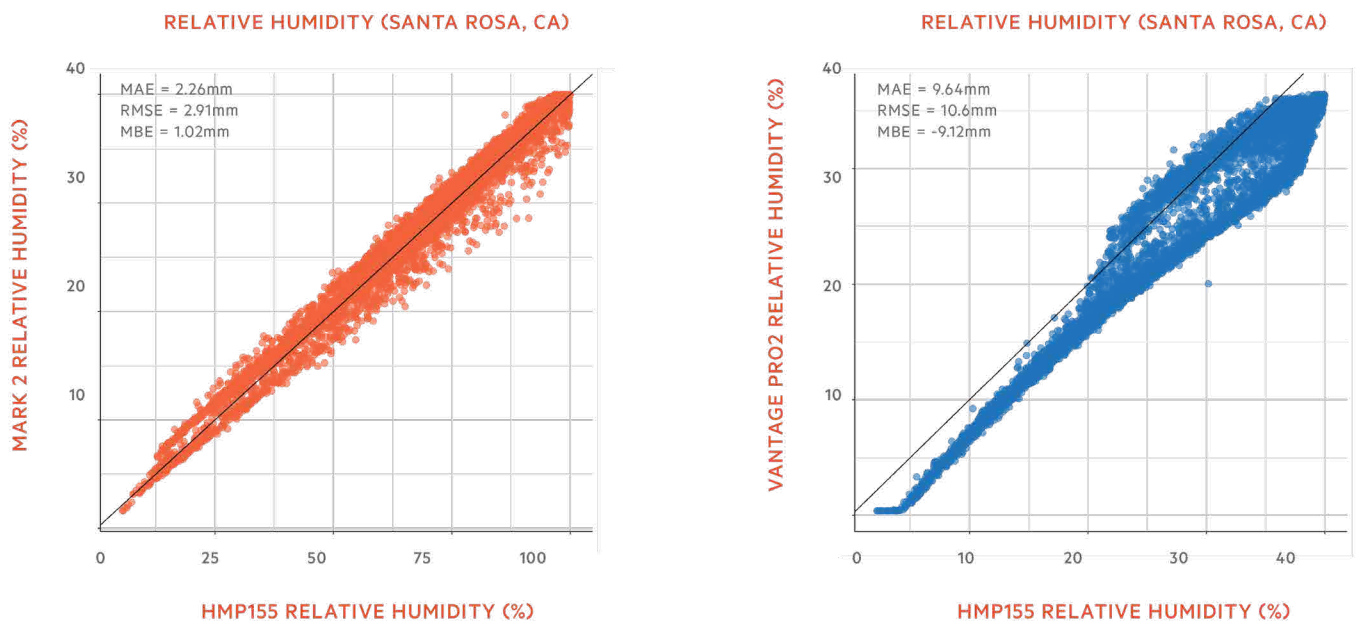 RELATIVE HUMIDITY (SANTA ROSA, CA)
MARK 2 RELATIVE HUMIDITY (%)
40
30
20
10
MAE = 2.26mm
RMSE = 2.91mm
MBE = 1.02mm
0 25 50 75 100
HMP155 RELATIVE HUMIDITY (%)
RELATIVE HUMIDITY (SANTA ROSA, CA)
VANTAGE PRO2 RELATIVE HUMIDITY (%)
40
30
20
10
MAE = 9.64mm
RMSE = 10.6mm
MBE = -9.12mm
0 10 20 30 40
HMP155 RELATIVE HUMIDITY (%)